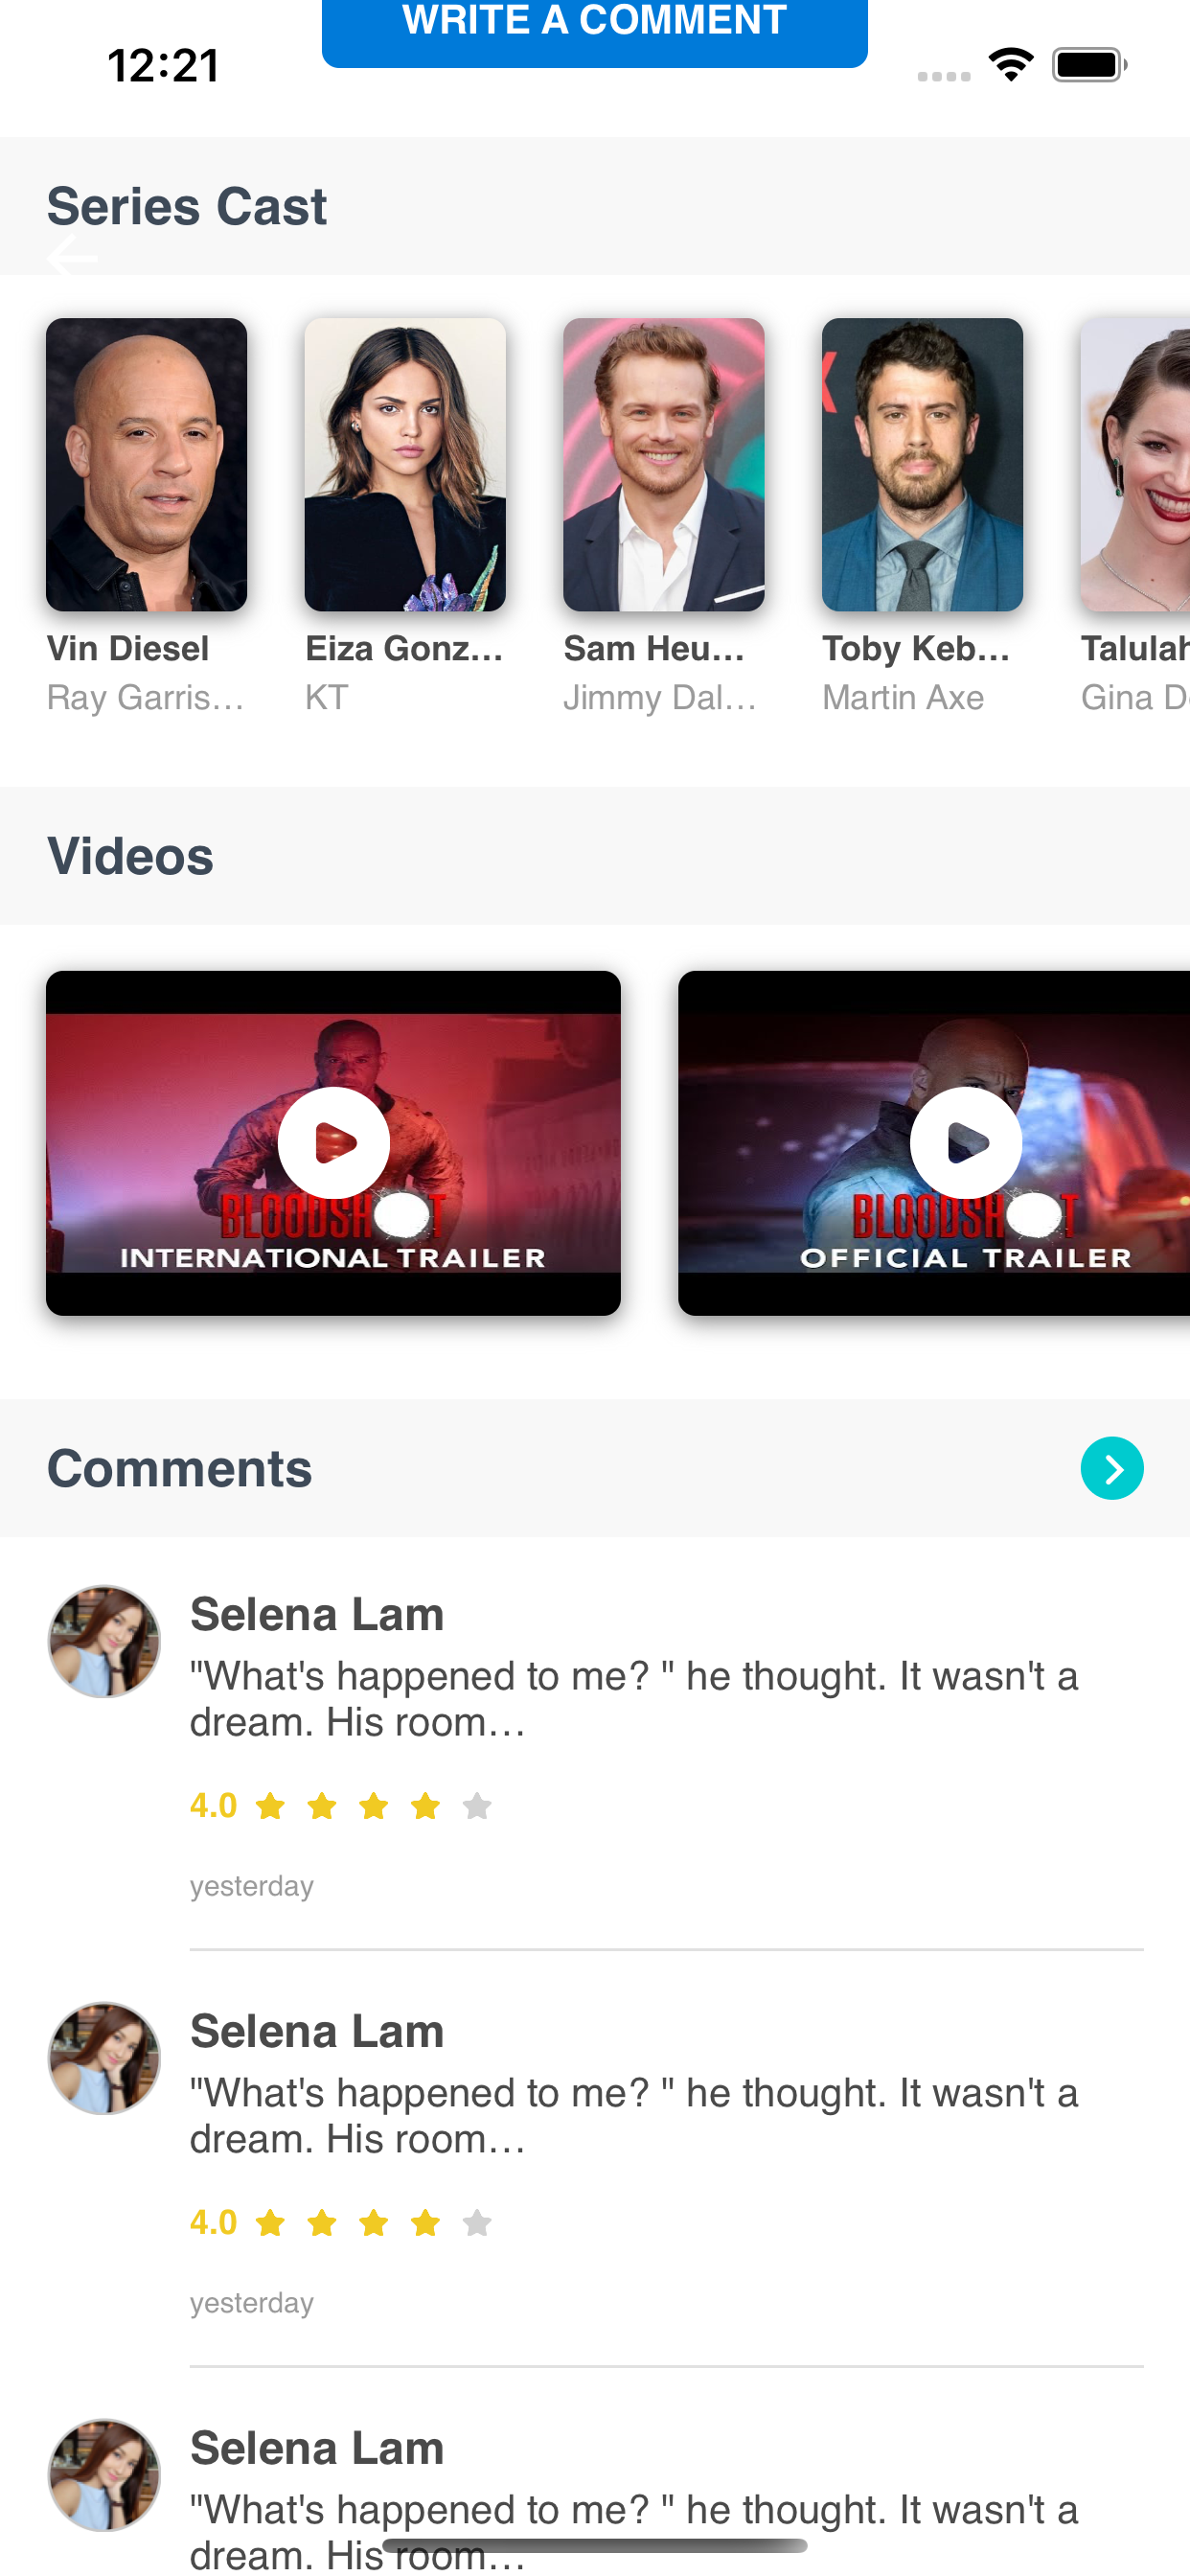 WRITE A COMMENT
12:21
Series Cast
Vin Diesel
Eiza Gonz...
Sam Heu...
Toby Keb...
Talulah
Ray Garris...
KT
Jimmy Dal...
Martin Axe
Gina D
Videos
BLOODSH T
INTERNATIONAL TRAILER
BLOODSH T
OFFICIAL TRAILER
Comments
Selena Lam
"What's happened to me? " he thought. It wasn't a
dream. His room...
4.0
yesterday
Selena Lam
"What's happened to me? " he thought. It wasn't a
dream. His room...
4.0
yesterday
Selena Lam
"What's happened to me? " he thought. It wasn't a
dream. His room...